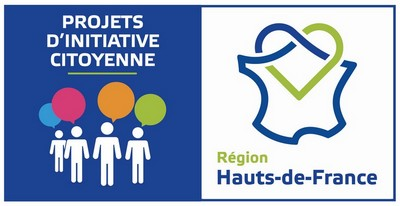 PROJETS
D'INITIATIVE
CITOYENNE
Région
Hauts-de-France